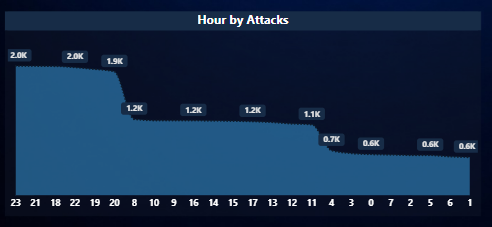 Hour by Attacks
2.0K 2.0K 1.9K 1.2K 1.2K 1.2K 1.1K 0.7K 0.6K 0.6K 0.6K
23 21 18 22 19 20 8 10 9 16 14 15 17 13 12 11 4 3 0 7 2 5 6 1